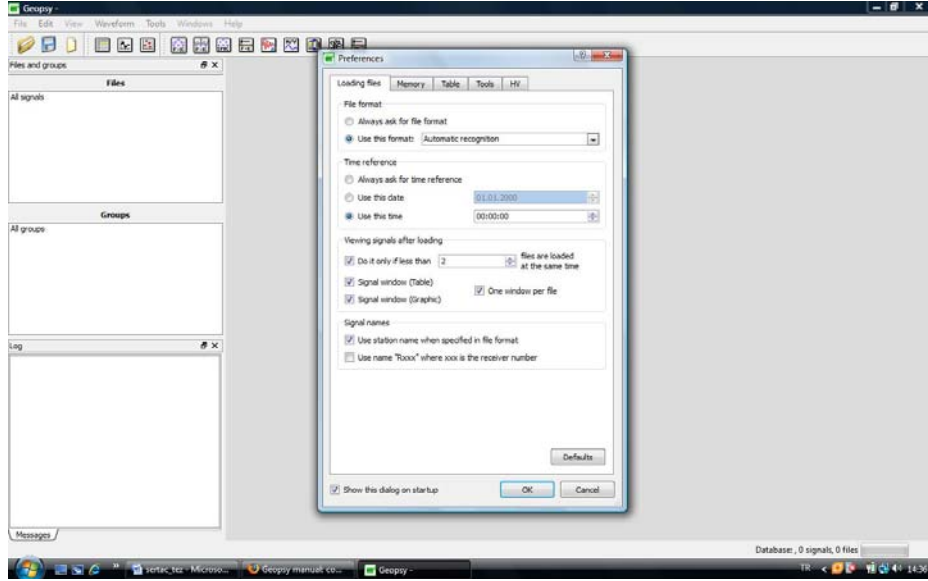 Geopsy -
File Edit View Waveform Tools Windows Help
Files and groups
Files
All signals
Groups
All groups
Log
Messages
Preferences
Loading files Memory Table Tools HV
File format
Always ask for file format
Use this format: Automatic recognition
Time reference
Always ask for time reference
Use this date 01.01.2000
Use this time 00:00:00
Viewing signals after loading
Do it only if less than 2 files are loaded
at the same time
Signal window (Table)
One window per file
Signal window (Graphic)
Signal names
Use station name when specified in file format
Use name "Rxxx" where xxx is the receiver number
Defaults
Show this dialog on startup OK Cancel
Database: , 0 signals, 0 files
sertac_tez - Microso... Geopsy manual: co... Geopsy - TR 14:36